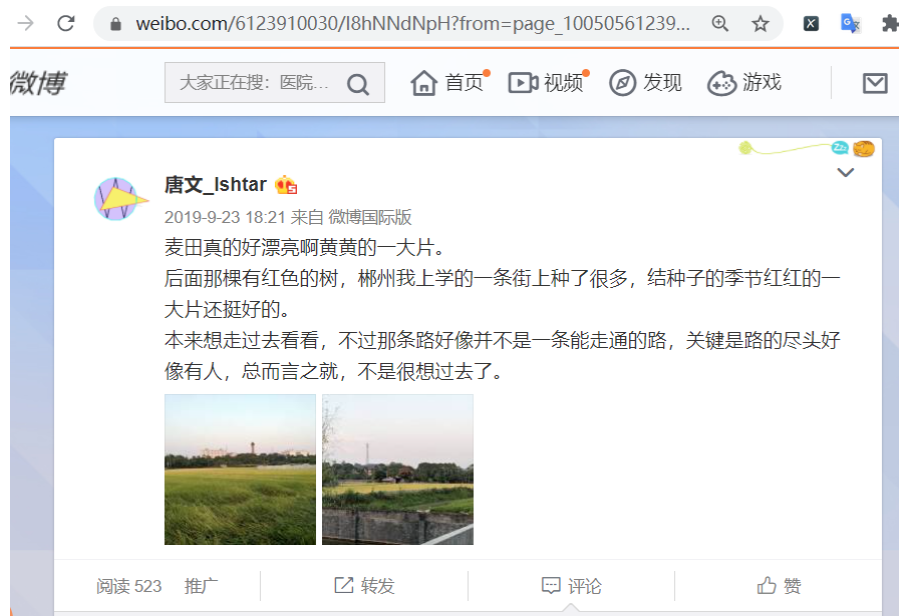 weibo.com/6123910030/I8hNNdNpH?from=page_10050561239...
微博
大家正在搜：医院...
首页
视频
发现
游戏
唐文_Ishtar
2019-9-23 18:21 来自 微博国际版
麦田真的好漂亮啊黄黄的一大片。
后面那棵有红色的树，郴州我上学的一条街上种了很多，结种子的季节红红的一
大片还挺好的。
本来想走过去看看，不过那条路好像并不是一条能走通的路，关键是路的尽头好
像有人，总而言之就，不是很想过去了。
阅读 523 推广
转发
评论
赞